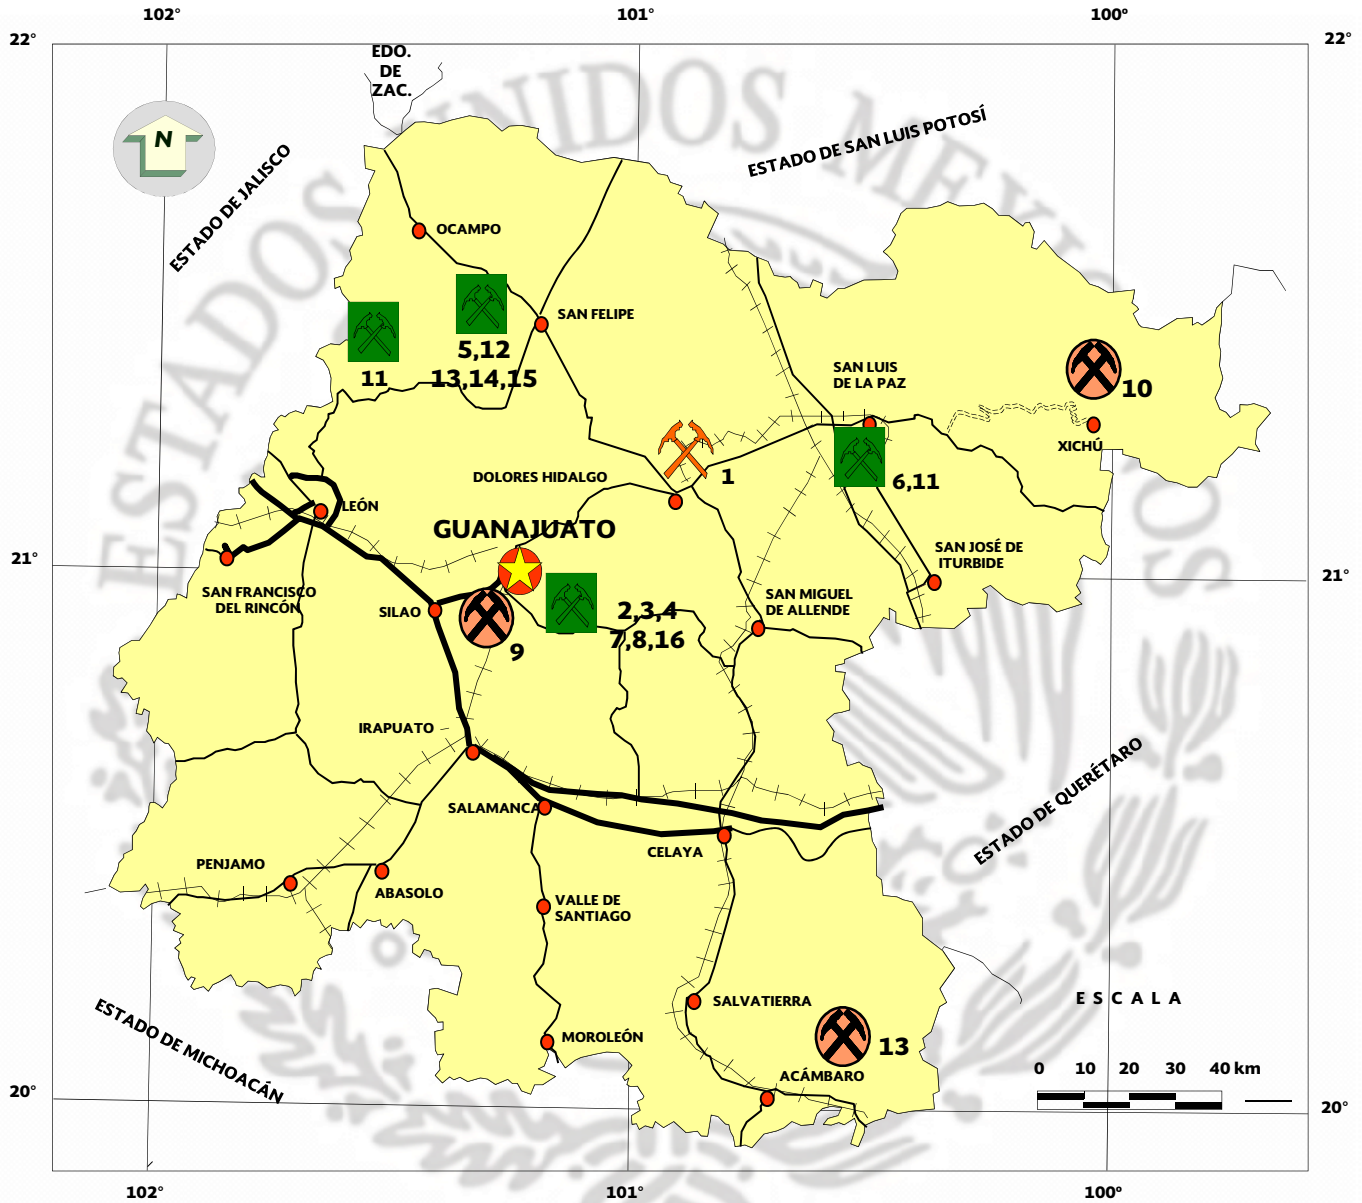 102°
101°
100°
22°
22°
EDO.
DE
ZAC.
ESTADOS UNIDOS MEXICANOS
N
ESTADO DE JALISCO
ESTADO DE SAN LUIS POTOSÍ
OCAMPO
SAN FELIPE
5,12
13,14,15
11
SAN LUIS
DE LA PAZ
10
XICHÚ
DOLORES HIDALGO
1
6,11
LEÓN
GUANAJUATO
SAN JOSÉ DE
ITURBIDE
21°
21°
SAN FRANCISCO
DEL RINCÓN
SILAO
SAN MIGUEL
DE ALLENDE
2,3,4
7,8,16
9
IRAPUATO
ESTADO DE QUERÉTARO
SALAMANCA
CELAYA
PENJAMO
ABASOLO
VALLE DE
SANTIAGO
SALVATIERRA
ESCALA
MOROLEÓN
13
ACÁMBARO
0 10 20 30 40 km
ESTADO DE MICHOACÁN
20°
20°
102°
101°
100°